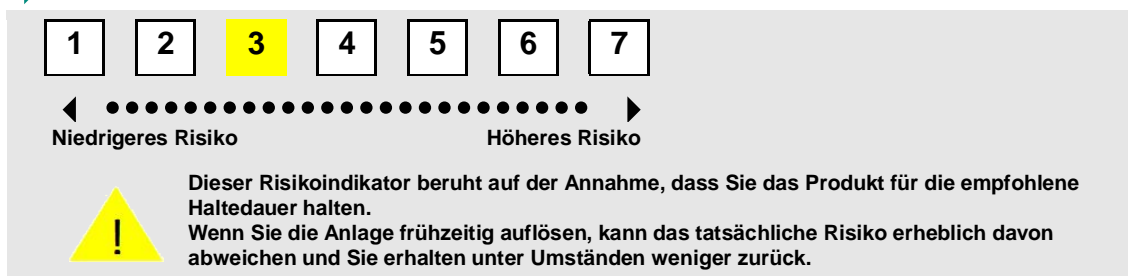 1 2 3 4 5 6 7
Niedrigeres Risiko Höheres Risiko
Dieser Risikoindikator beruht auf der Annahme, dass Sie das Produkt für die empfohlene
Haltedauer halten.
Wenn Sie die Anlage frühzeitig auflösen, kann das tatsächliche Risiko erheblich davon
abweichen und Sie erhalten unter Umständen weniger zurück.
!